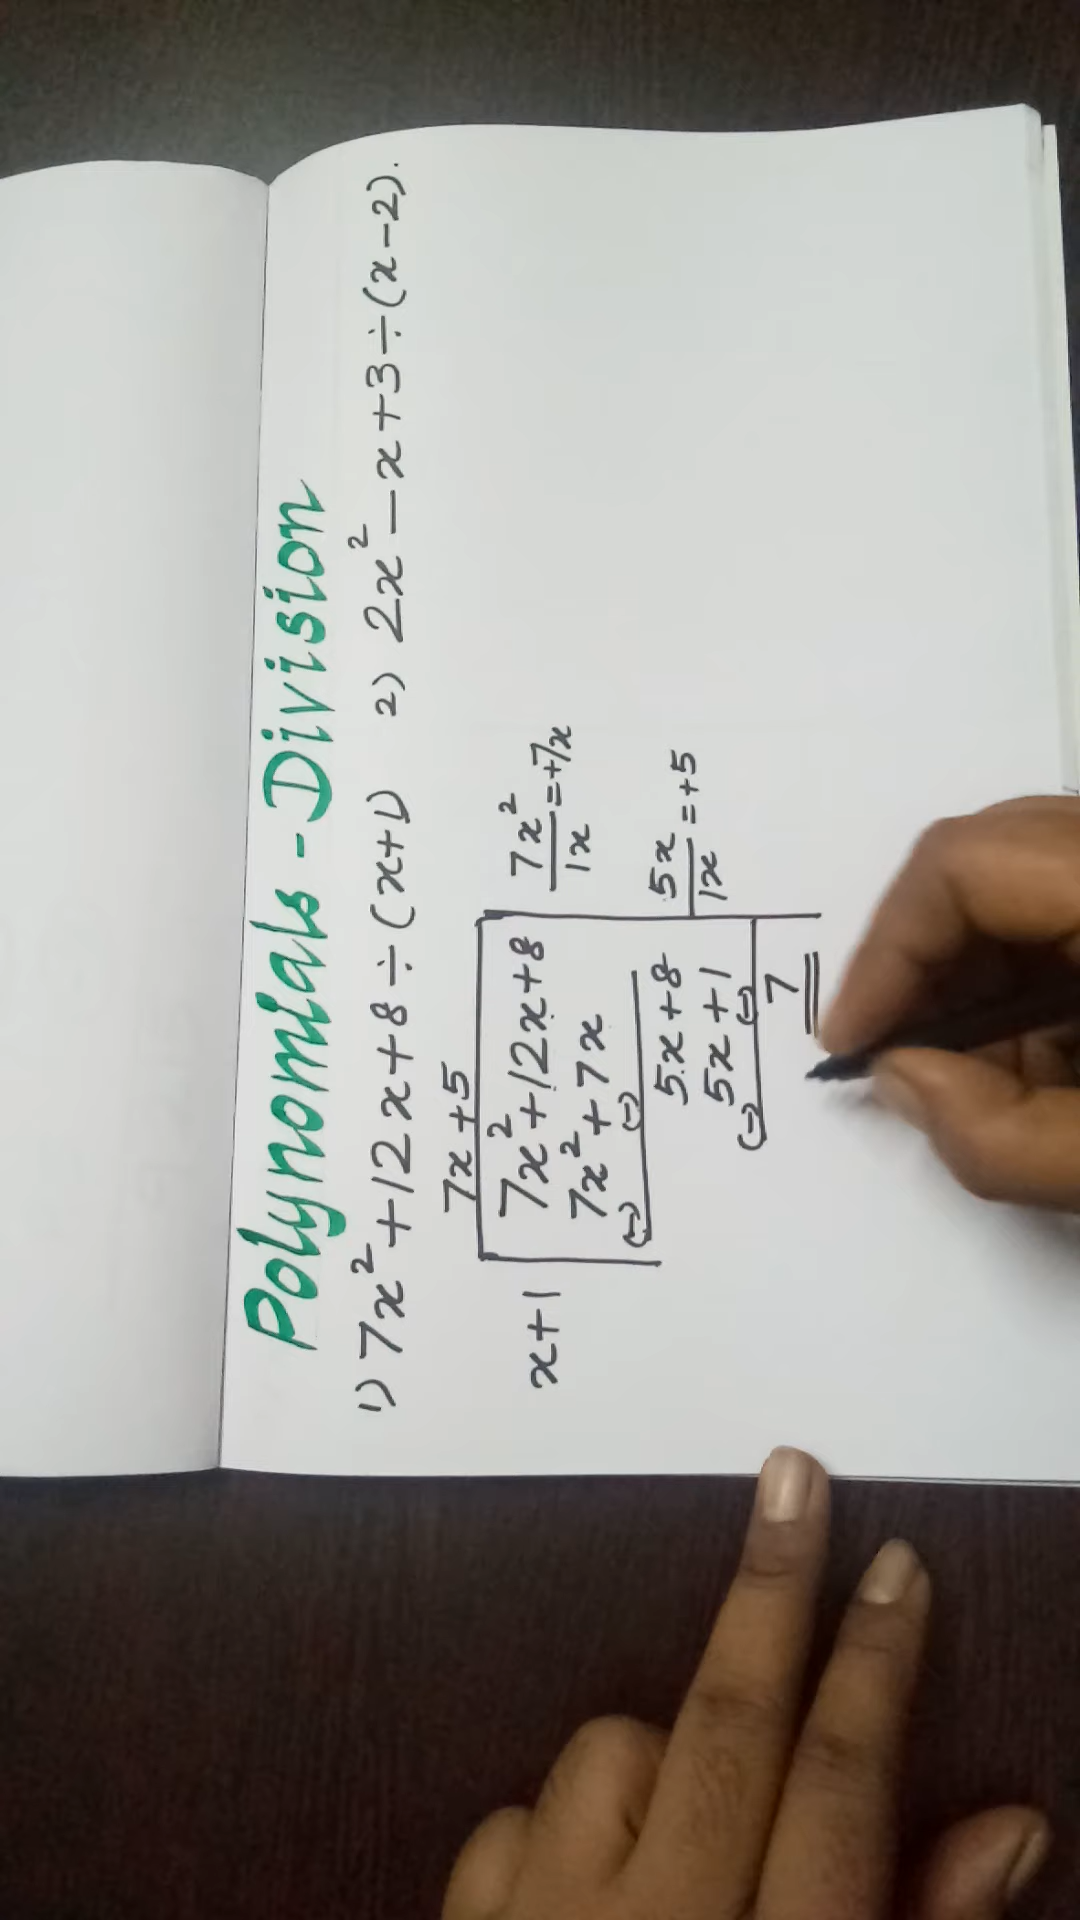 Polynomials - Division
1) 7x²+12x+8÷(x+1) 2) 2x²-x+3÷(x-2).
7x+5
x+1 7x²+12x+8 7x²/1x=+7x
7x²+7x
(-) (-)
5x+8 5x/1x=+5
5x+1
(-) (-)
7